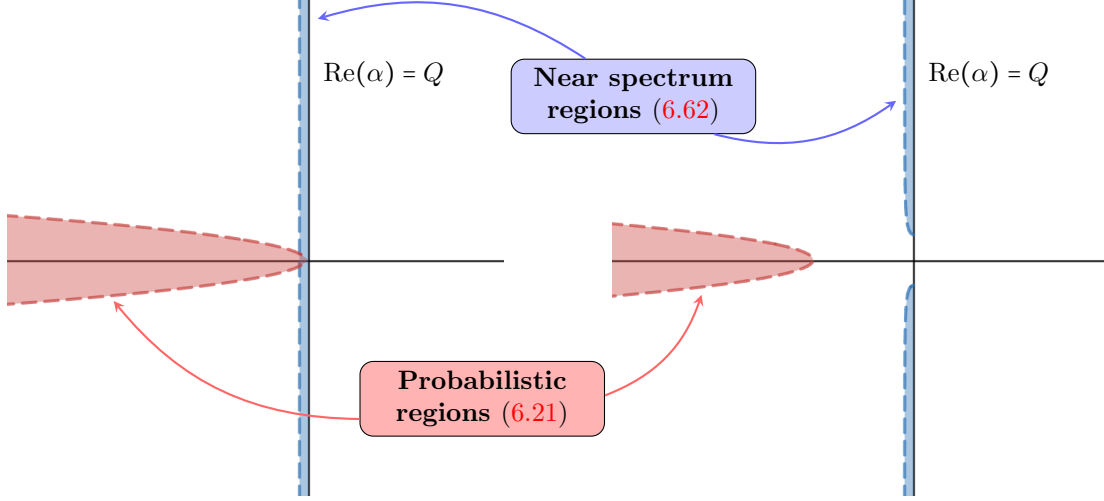 Re(α) = Q
Near spectrum
regions (6.62)
Re(α) = Q
Probabilistic
regions (6.21)